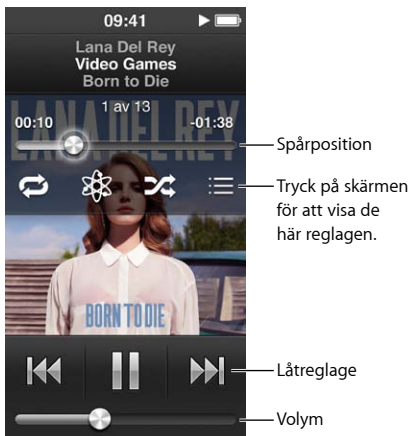 09:41
Lana Del Rey
Video Games
Born to Die
1 av 13
00:10
-01:38
LANA DEL REY
Spårposition
Tryck på skärmen
för att visa de
här reglagen.
BORN TO DIE
Låtreglage
Volym